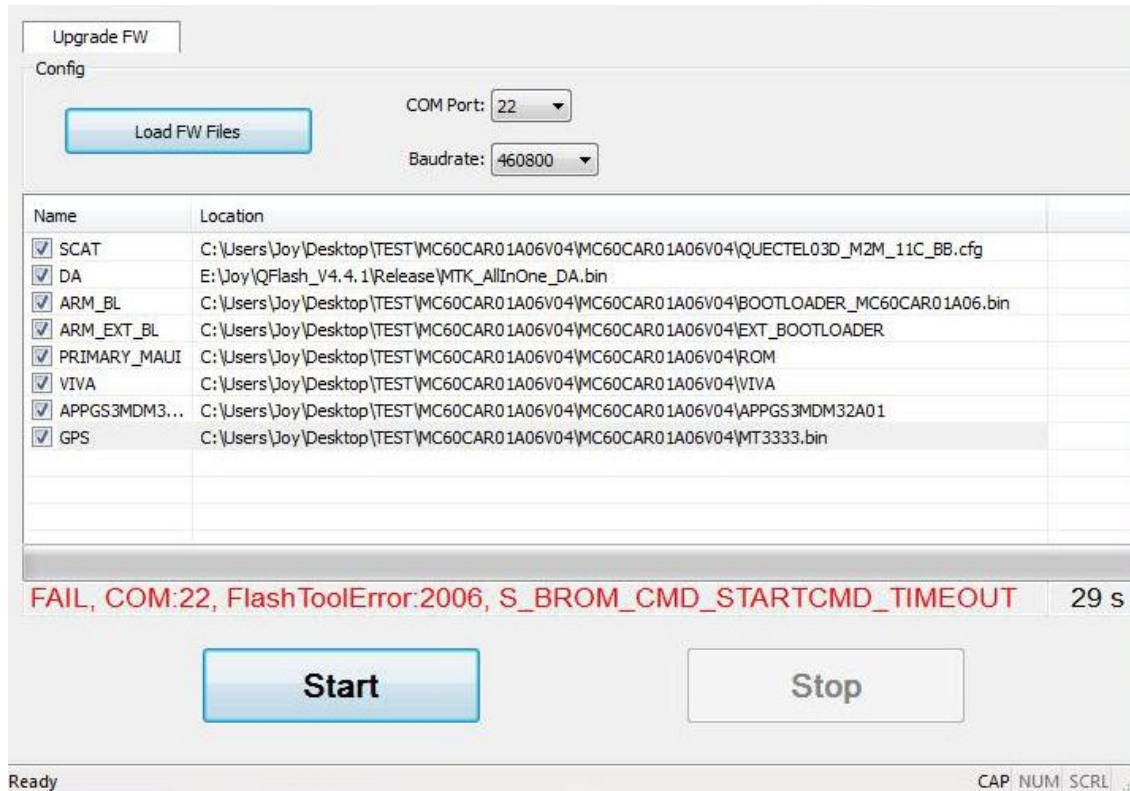 Upgrade FW
Config
Load FW Files
COM Port: 22
Baudrate: 460800
Name Location
SCAT C:\Users\Joy\Desktop\TEST\MC60CAR01A06V04\MC60CAR01A06V04\QUECTEL03D_M2M_11C_BB.cfg
DA E:\Joy\QFlash_V4.4.1\Release\MTK_AllInOne_DA.bin
ARM_BL C:\Users\Joy\Desktop\TEST\MC60CAR01A06V04\MC60CAR01A06V04\BOOTLOADER_MC60CAR01A06.bin
ARM_EXT_BL C:\Users\Joy\Desktop\TEST\MC60CAR01A06V04\MC60CAR01A06V04\EXT_BOOTLOADER
PRIMARY_MAUI C:\Users\Joy\Desktop\TEST\MC60CAR01A06V04\MC60CAR01A06V04\ROM
VIVA C:\Users\Joy\Desktop\TEST\MC60CAR01A06V04\MC60CAR01A06V04\VIVA
APPGS3MDM3... C:\Users\Joy\Desktop\TEST\MC60CAR01A06V04\MC60CAR01A06V04\APPGS3MDM32A01
GPS C:\Users\Joy\Desktop\TEST\MC60CAR01A06V04\MC60CAR01A06V04\MT3333.bin
FAIL, COM:22, FlashToolError:2006, S_BROM_CMD_STARTCMD_TIMEOUT 29 s
Start Stop
Ready CAP NUM SCRL